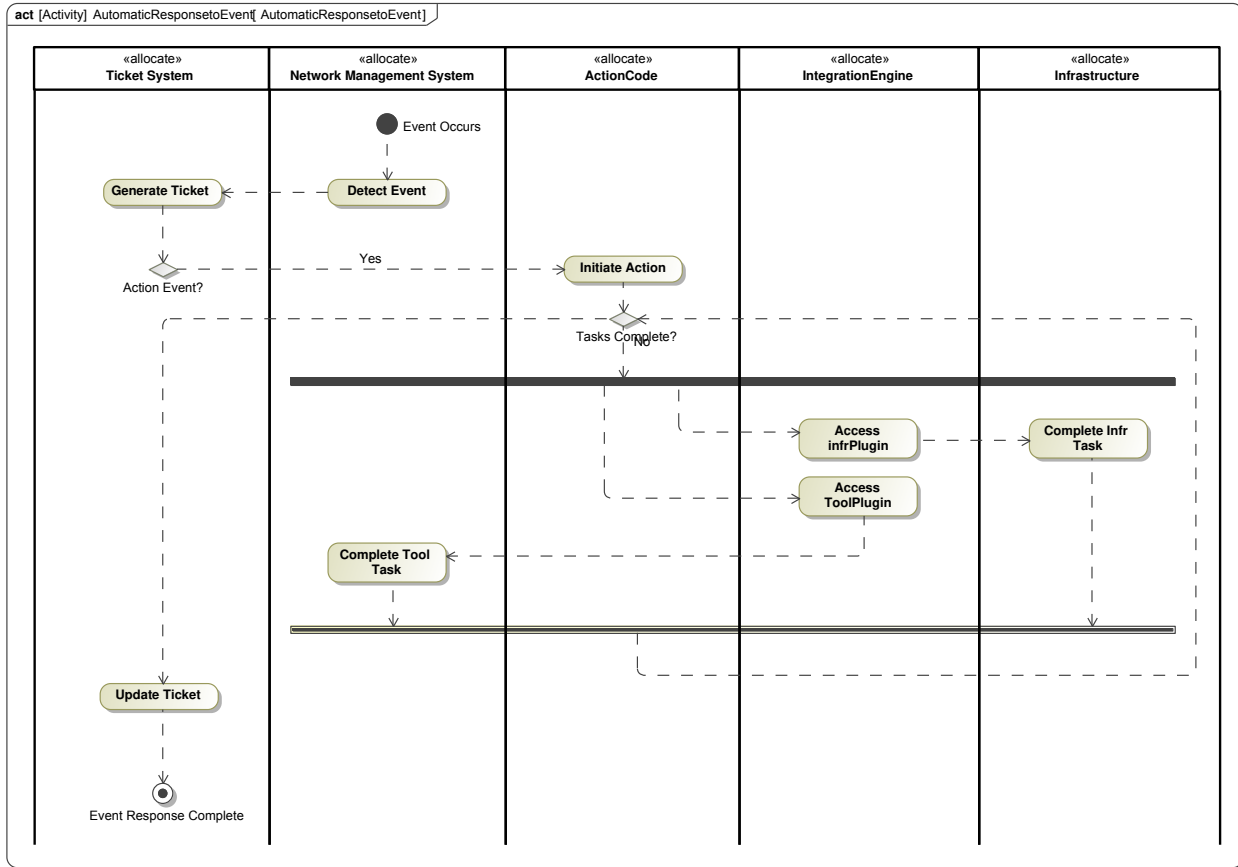 act [Activity] AutomaticResponsetoEvent[ AutomaticResponsetoEvent]
«allocate»
Ticket System
«allocate»
Network Management System
«allocate»
ActionCode
«allocate»
IntegrationEngine
«allocate»
Infrastructure
Event Occurs
Generate Ticket
Detect Event
Yes
Initiate Action
Action Event?
Tasks Complete?
No
Access
infrPlugin
Complete Infr
Task
Access
ToolPlugin
Complete Tool
Task
Update Ticket
Event Response Complete